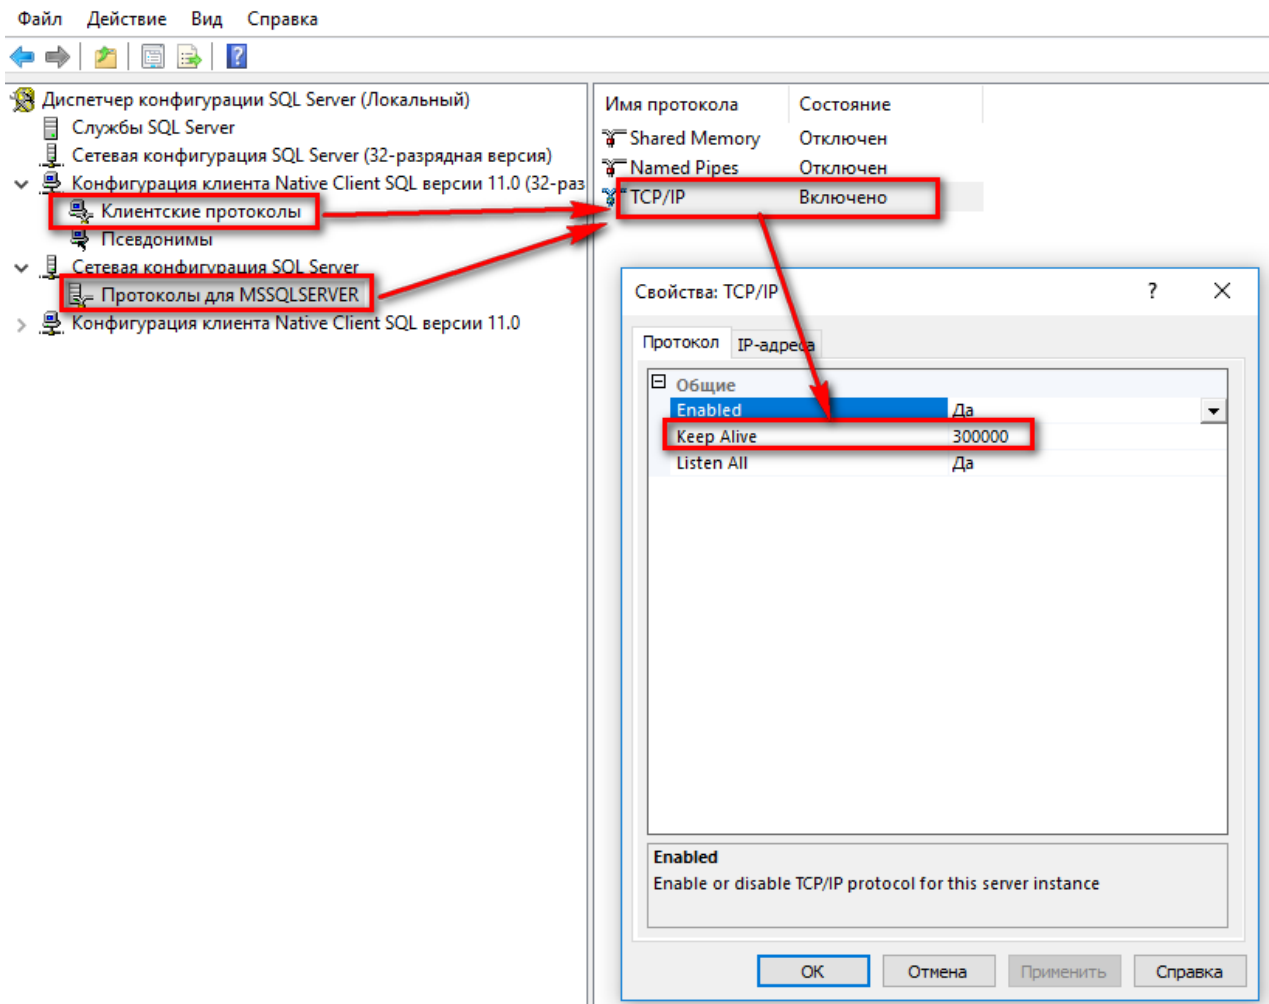 Файл Действие Вид Справка
Диспетчер конфигурации SQL Server (Локальный)
Службы SQL Server
Сетевая конфигурация SQL Server (32-разрядная версия)
Конфигурация клиента Native Client SQL версии 11.0 (32-раз
Клиентские протоколы
Псевдонимы
Сетевая конфигурация SQL Server
Протоколы для MSSQLSERVER
Конфигурация клиента Native Client SQL версии 11.0
Имя протокола Состояние
Shared Memory Отключен
Named Pipes Отключен
TCP/IP Включено
Свойства: TCP/IP
Протокол IP-адреса
Общие
Enabled Да
Keep Alive 300000
Listen All Да
Enabled
Enable or disable TCP/IP protocol for this server instance
ОК Отмена Применить Справка